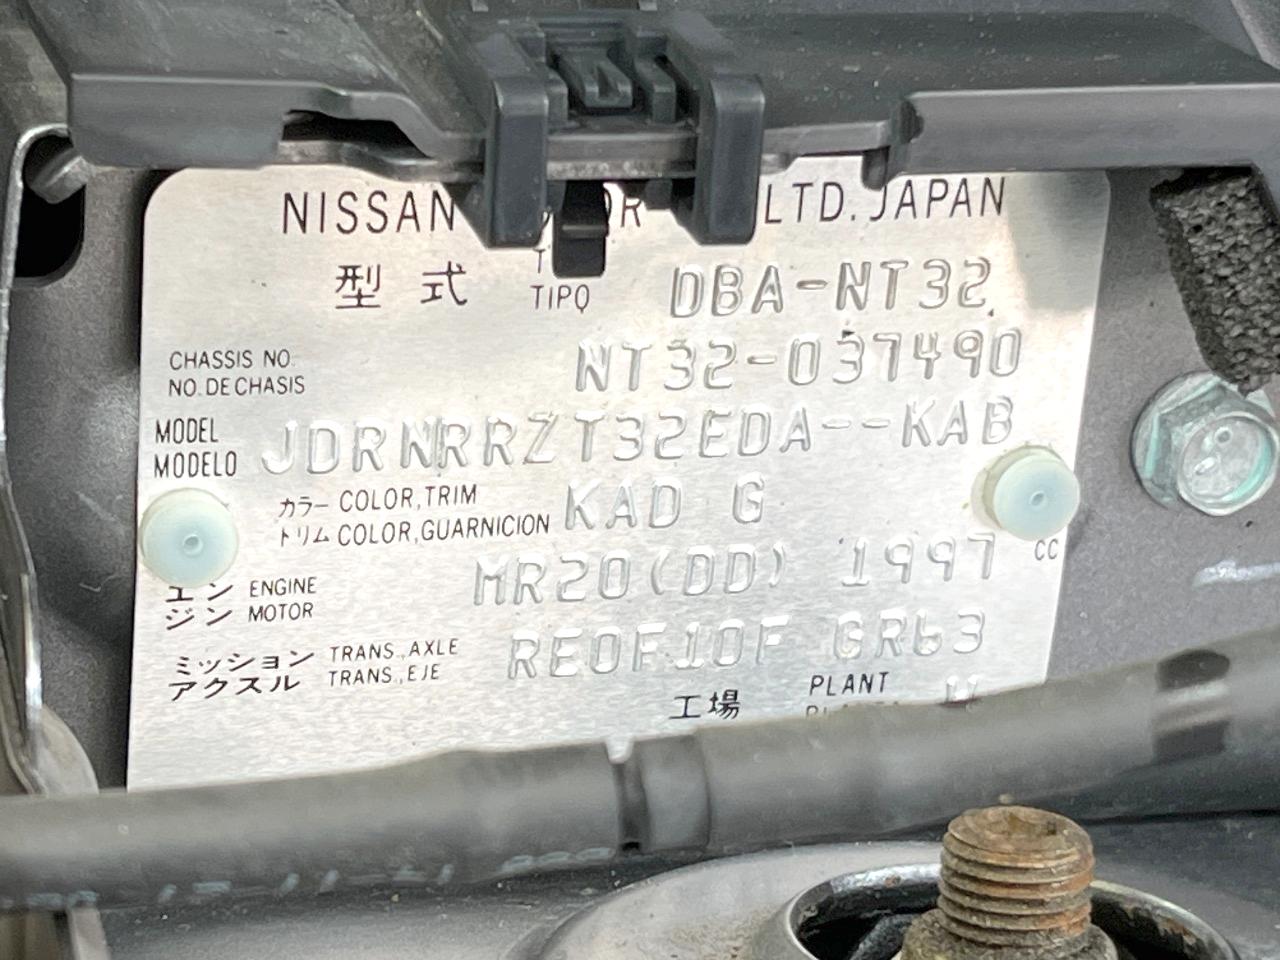 NISSAN LTD. JAPAN
型式 TIPO DBA-NT32
CHASSIS NO.
NO. DE CHASIS NT32-037490
MODEL
MODELO JDRNRRZT32EDA--KAB
カラー COLOR, TRIM
トリム COLOR, GUARNICION KAD G
エン ENGINE
ジン MOTOR MR20(DD) 1997 CC
ミッション TRANS., AXLE
アクスル TRANS., EJE RE0F10F GR63
工場 PLANT